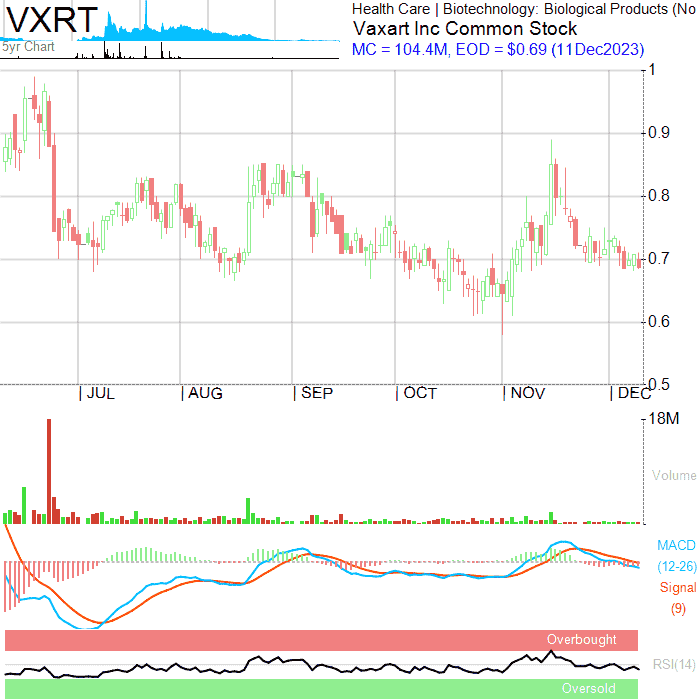 VXRT
5yr Chart
Health Care | Biotechnology: Biological Products (No
Vaxart Inc Common Stock
MC = 104.4M, EOD = $0.69 (11Dec2023)
1
0.9
0.8
0.7
0.6
0.5
JUL AUG SEP OCT NOV DEC
18M
Volume
MACD
(12-26)
Signal
(9)
Overbought
RSI(14)
Oversold